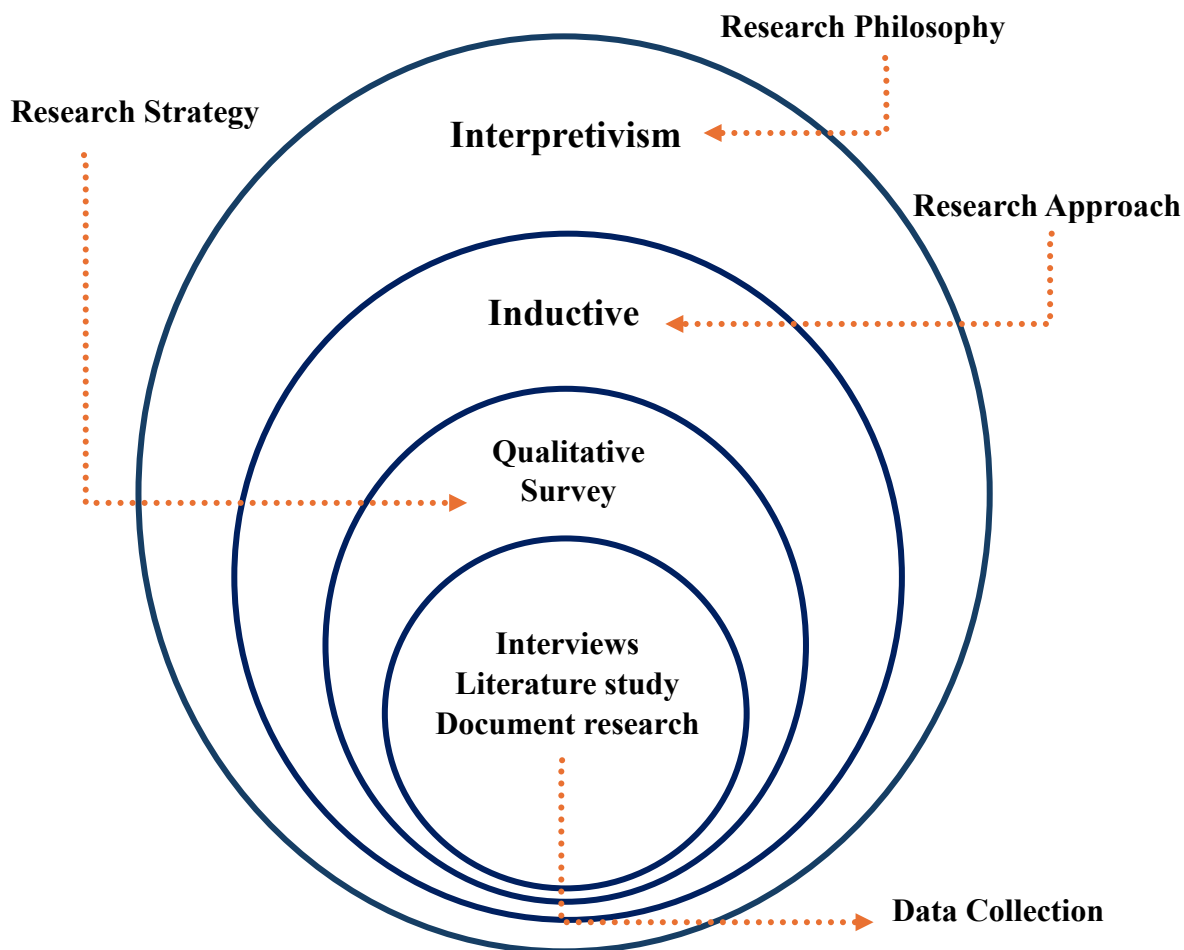 Research Philosophy
Research Strategy
Interpretivism
Research Approach
Inductive
Qualitative
Survey
Interviews
Literature study
Document research
Data Collection